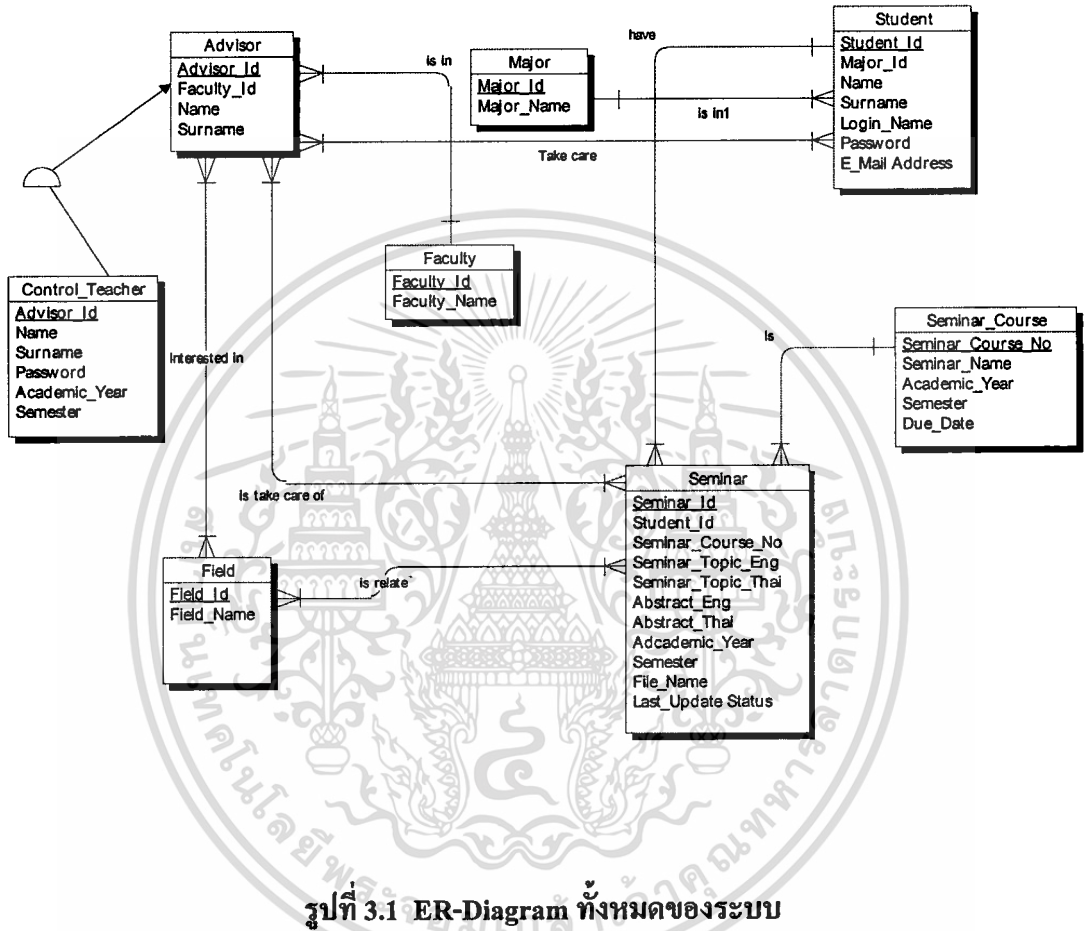 Advisor
Advisor_Id
Faculty_Id
Name
Surname
is in
Major
Major_Id
Major_Name
have
Student
Student_Id
Major_Id
Name
Surname
Login_Name
Password
E_Mail Address
is in1
Take care
Faculty
Faculty_Id
Faculty_Name
Control_Teacher
Advisor_Id
Name
Surname
Password
Academic_Year
Semester
Interested in
Is
Seminar_Course
Seminar_Course_No
Seminar_Name
Academic_Year
Semester
Due_Date
is take care of
Seminar
Seminar_Id
Student_Id
Seminar_Course_No
Seminar_Topic_Eng
Seminar_Topic_Thai
Abstract_Eng
Abstract_Thai
Adcademic_Year
Semester
File_Name
Last_Update Status
Field
Field_Id
Field_Name
is relate
รูปที่ 3.1 ER-Diagram ทั้งหมดของระบบ